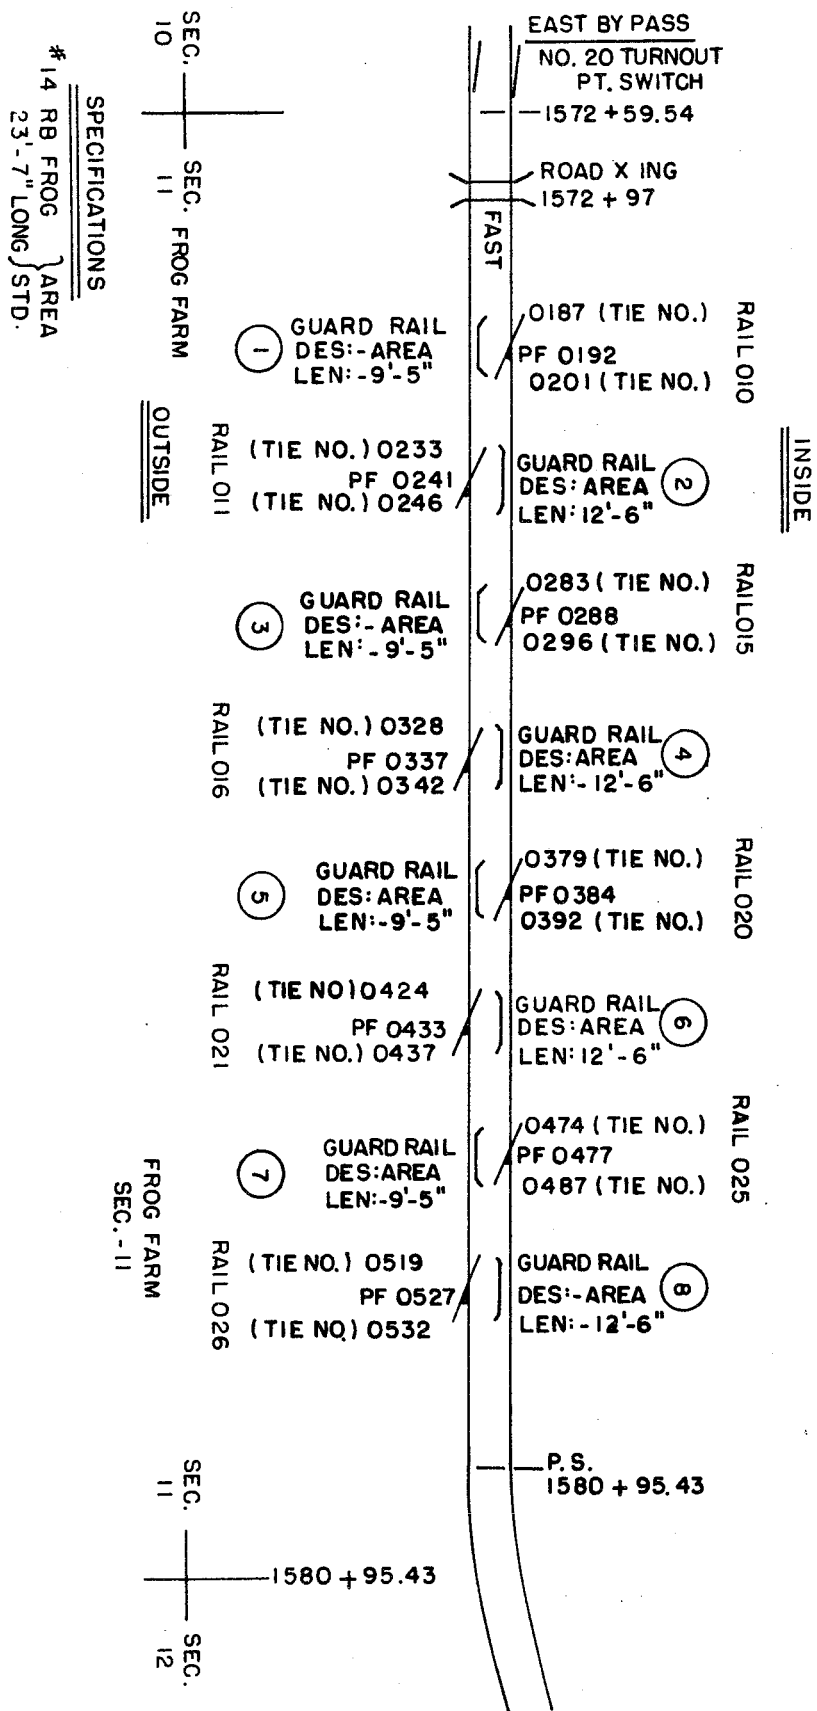 EAST BY PASS
NO. 20 TURNOUT
PT. SWITCH
1572 + 59.54
SEC. 10
SEC. 11
FROG FARM
SPECIFICATIONS
#14 RB FROG } AREA
23'-7" LONG } STD.
ROAD X ING
1572 + 97
FAST
INSIDE
OUTSIDE
1
GUARD RAIL
DES:-AREA
LEN:-9'-5"
0187 (TIE NO.)
PF 0192
0201 (TIE NO.)
RAIL 010
RAIL 011
(TIE NO.) 0233
PF 0241
(TIE NO.) 0246
GUARD RAIL
DES: AREA
LEN: 12'-6"
2
3
GUARD RAIL
DES:- AREA
LEN:-9'-5"
0283 (TIE NO.)
PF 0288
0296 (TIE NO.)
RAIL 015
RAIL 016
(TIE NO.) 0328
PF 0337
(TIE NO.) 0342
GUARD RAIL
DES: AREA
LEN:-12'-6"
4
5
GUARD RAIL
DES: AREA
LEN:-9'-5"
0379 (TIE NO.)
PF 0384
0392 (TIE NO.)
RAIL 020
RAIL 021
(TIE NO) 0424
PF 0433
(TIE NO.) 0437
GUARD RAIL
DES: AREA
LEN: 12'-6"
6
7
GUARD RAIL
DES: AREA
LEN:-9'-5"
0474 (TIE NO.)
PF 0477
0487 (TIE NO.)
RAIL 025
FROG FARM
SEC.-11
RAIL 026
(TIE NO.) 0519
PF 0527
(TIE NO.) 0532
GUARD RAIL
DES:-AREA
LEN:-12'-6"
8
P.S.
1580 + 95.43
SEC. 11
1580 + 95.43
SEC. 12